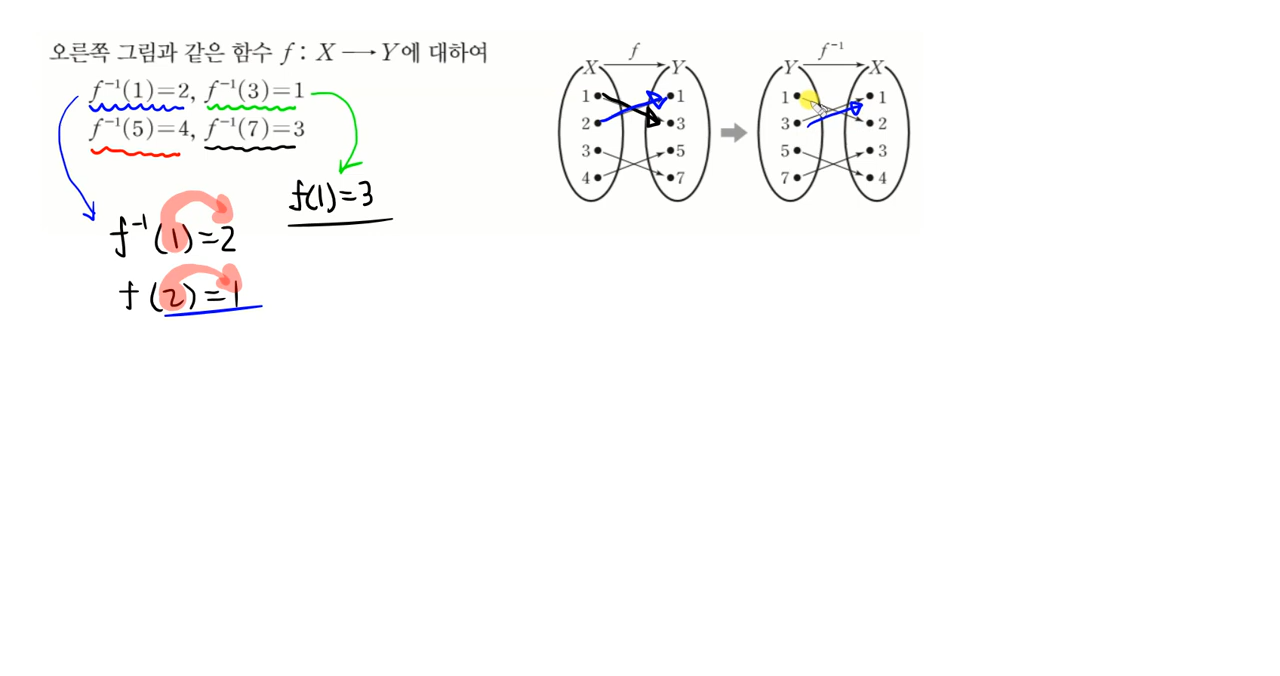 오른쪽 그림과 같은 함수 f : X ⟶ Y에 대하여
f⁻¹(1)=2, f⁻¹(3)=1
f⁻¹(5)=4, f⁻¹(7)=3
f(1)=3
f⁻¹(1)=2
f(2)=1
f
X Y
1 1
2 3
3 5
4 7
f⁻¹
Y X
1 1
3 2
5 3
7 4